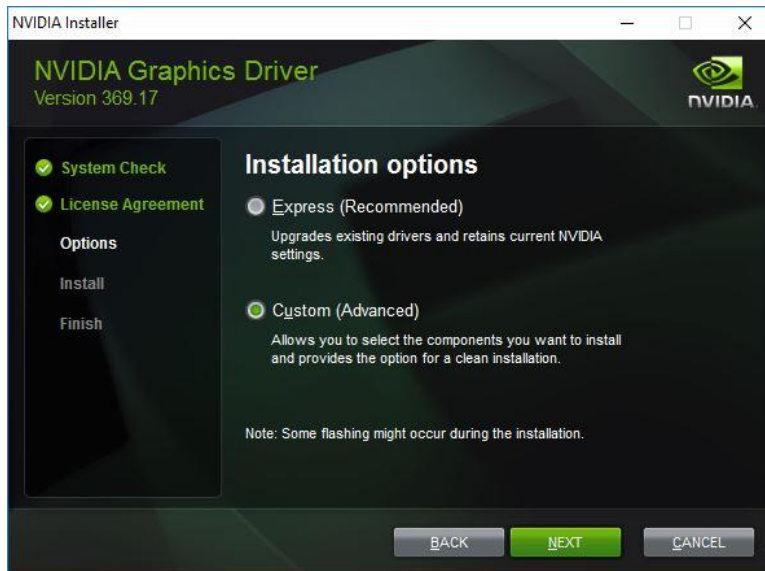 NVIDIA Installer
NVIDIA Graphics Driver
Version 369.17
NVIDIA.
System Check
License Agreement
Options
Install
Finish
Installation options
Express (Recommended)
Upgrades existing drivers and retains current NVIDIA
settings.
Custom (Advanced)
Allows you to select the components you want to install
and provides the option for a clean installation.
Note: Some flashing might occur during the installation.
BACK
NEXT
CANCEL